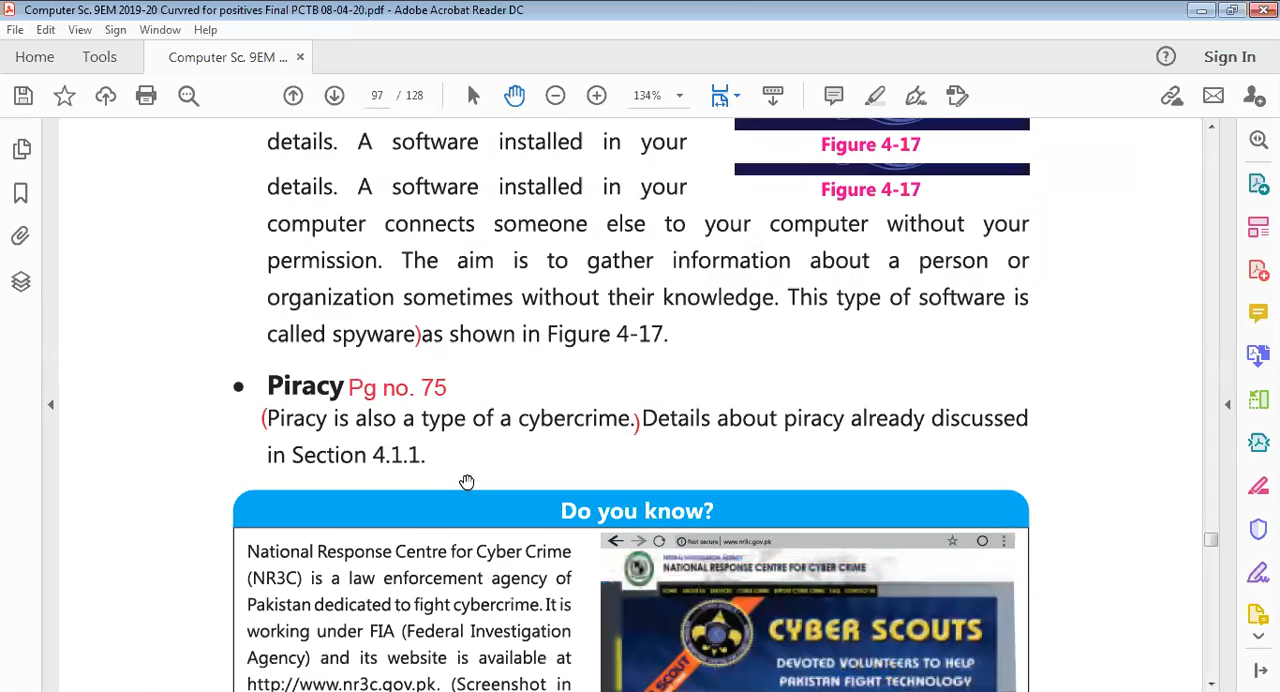 Computer Sc. 9EM 2019-20 Curvred for positives Final PCTB 08-04-20.pdf - Adobe Acrobat Reader DC
File Edit View Sign Window Help
Home Tools Computer Sc. 9EM ... × Sign In
97 / 128 134%
details. A software installed in your
Figure 4-17
details. A software installed in your
Figure 4-17
computer connects someone else to your computer without your
permission. The aim is to gather information about a person or
organization sometimes without their knowledge. This type of software is
called spyware)as shown in Figure 4-17.
• Piracy Pg no. 75
(Piracy is also a type of a cybercrime.)Details about piracy already discussed
in Section 4.1.1.
Do you know?
National Response Centre for Cyber Crime
(NR3C) is a law enforcement agency of
Pakistan dedicated to fight cybercrime. It is
working under FIA (Federal Investigation
Agency) and its website is available at
http://www.nr3c.gov.pk. (Screenshot in
Not secure | www.nr3c.gov.pk
NATIONAL RESPONSE CENTRE FOR CYBER CRIME
CYBER SCOUTS
DEVOTED VOLUNTEERS TO HELP
PAKISTAN FIGHT TECHNOLOGY
SCOUT